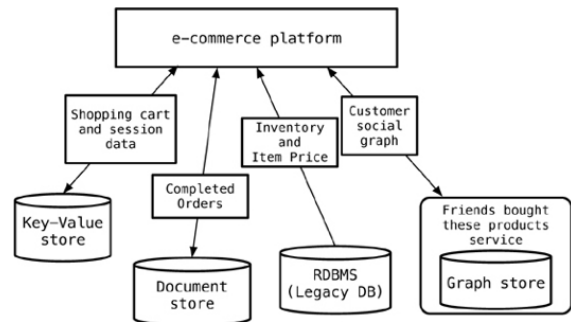 e-commerce platform
Shopping cart
and session
data
Customer
social
graph
Inventory
and
Item Price
Completed
Orders
Key-Value
store
Document
store
RDBMS
(Legacy DB)
Friends bought
these products
service
Graph store